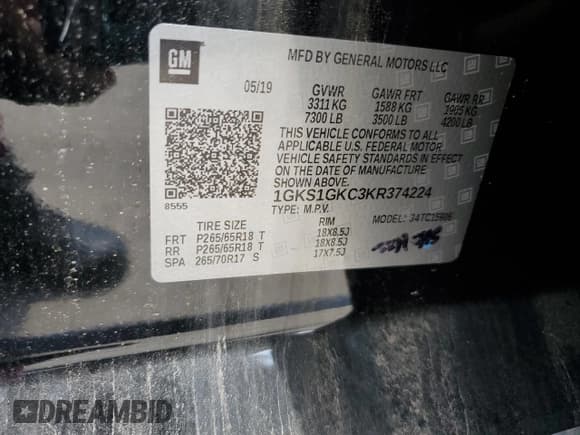 GM
MFD BY GENERAL MOTORS LLC
05/19 GVWR GAWR FRT GAWR RR
3311 KG 1588 KG 1905 KG
7300 LB 3500 LB 4200 LB
THIS VEHICLE CONFORMS TO ALL
APPLICABLE U.S. FEDERAL MOTOR
VEHICLE SAFETY STANDARDS IN EFFECT
ON THE DATE OF MANUFACTURE
SHOWN ABOVE.
8555 1GKS1GKC3KR374224
TYPE: M.P.V. MODEL:
TIRE SIZE RIM
FRT P265/65R18 T 18X8.5J
RR P265/65R18 T 18X8.5J
SPA 265/70R17 S 17X7.5J
DREAMBID